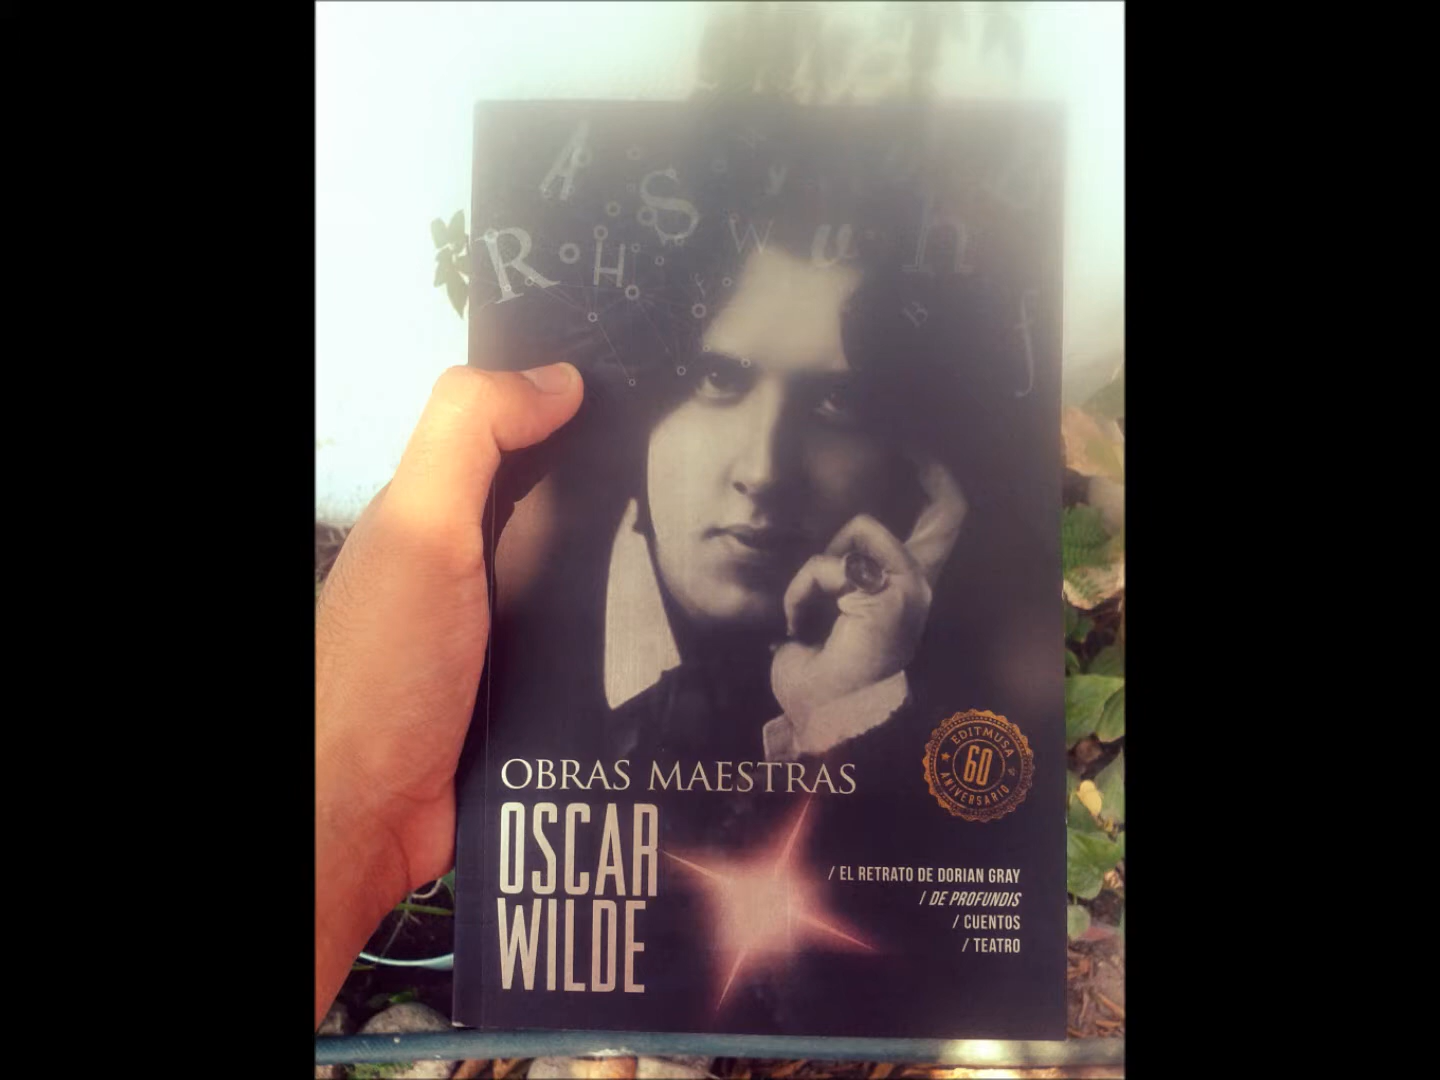 A
S
y
R
H
W
u
h
B
f
OBRAS MAESTRAS
OSCAR
WILDE
EDITMUSA
60
ANIVERSARIO
/ EL RETRATO DE DORIAN GRAY
/ DE PROFUNDIS
/ CUENTOS
/ TEATRO